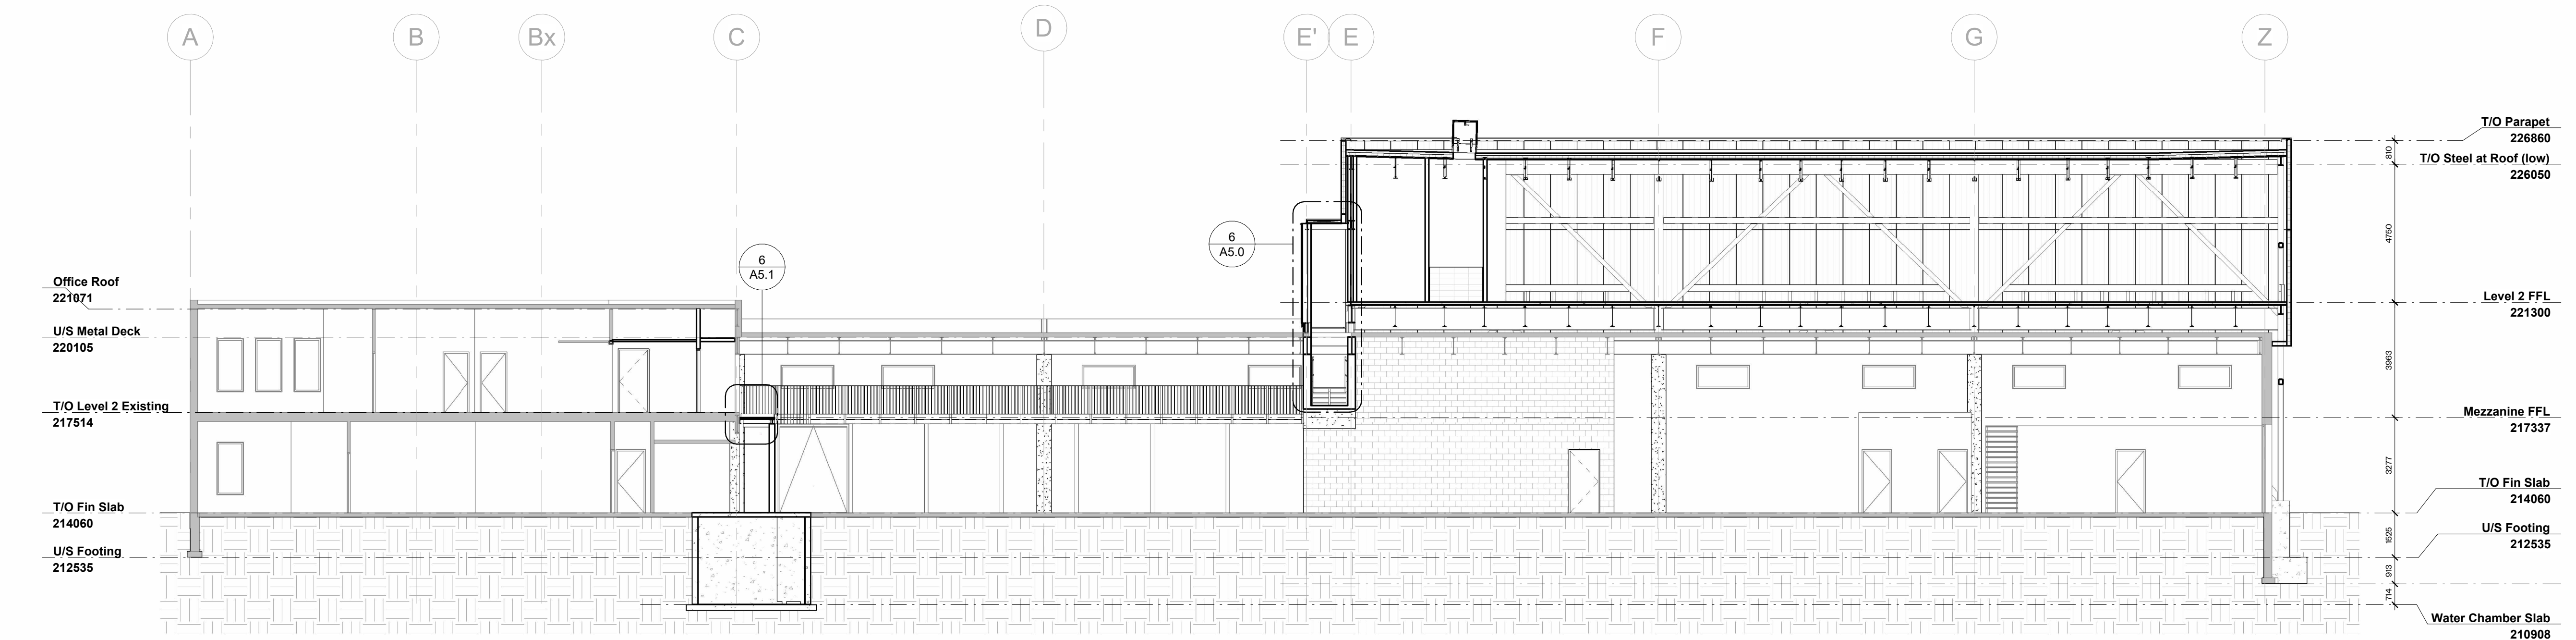 A
B
Bx
C
D
E'
E
F
G
Z
6
A5.1
6
A5.0
Office Roof
221071
U/S Metal Deck
220105
T/O Level 2 Existing
217514
T/O Fin Slab
214060
U/S Footing
212535
T/O Parapet
226860
810
T/O Steel at Roof (low)
226050
4750
Level 2 FFL
221300
3963
Mezzanine FFL
217337
3277
T/O Fin Slab
214060
1525
U/S Footing
212535
913
714
Water Chamber Slab
210908